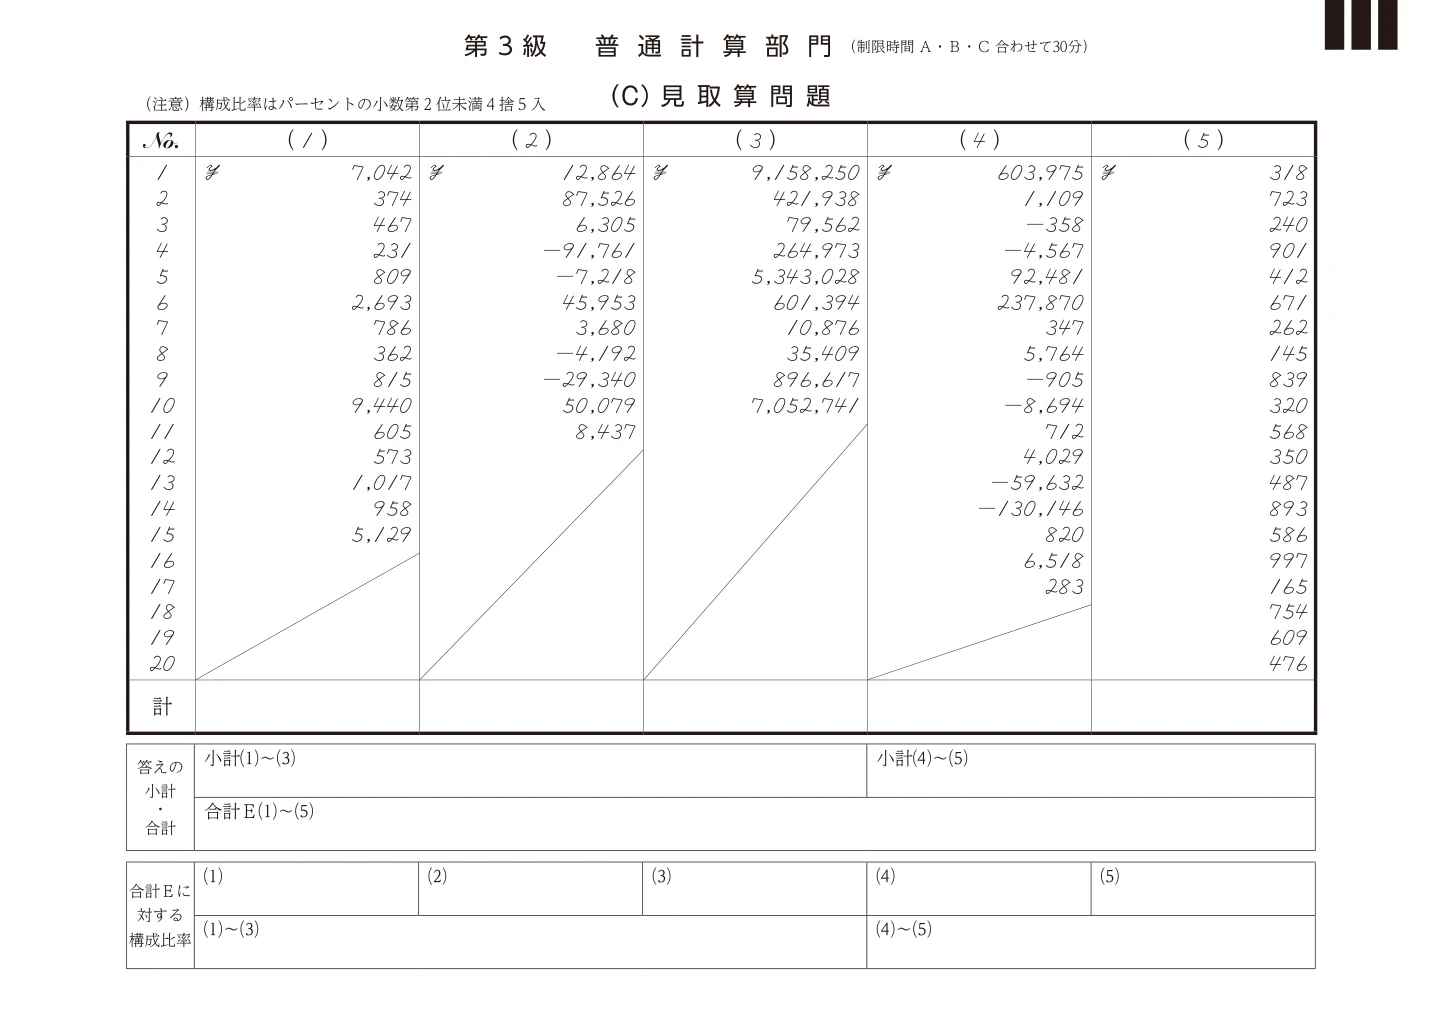 第3級 普通計算部門 (制限時間 A・B・C 合わせて30分)
(注意) 構成比率はパーセントの小数第2位未満4捨5入
(C) 見取算問題
No. (1) (2) (3) (4) (5)
1 ¥ 7,042 ¥ 12,864 ¥ 9,158,250 ¥ 603,975 ¥ 318
2 374 87,526 421,938 1,109 723
3 467 6,305 79,562 −358 240
4 231 −91,761 264,973 −4,567 901
5 809 −7,218 5,343,028 92,481 412
6 2,693 45,953 601,394 237,870 671
7 786 3,680 10,876 347 262
8 362 −4,192 35,409 5,764 145
9 815 −29,340 896,617 −905 839
10 9,440 50,079 7,052,741 −8,694 320
11 605 8,437 712 568
12 573 4,029 350
13 1,017 −59,632 487
14 958 −130,146 893
15 5,129 820 586
16 6,518 997
17 283 165
18 754
19 609
20 476
計
答えの小計・合計
小計(1)〜(3) 小計(4)〜(5)
合計E(1)〜(5)
合計Eに対する構成比率
(1) (2) (3) (4) (5)
(1)〜(3) (4)〜(5)